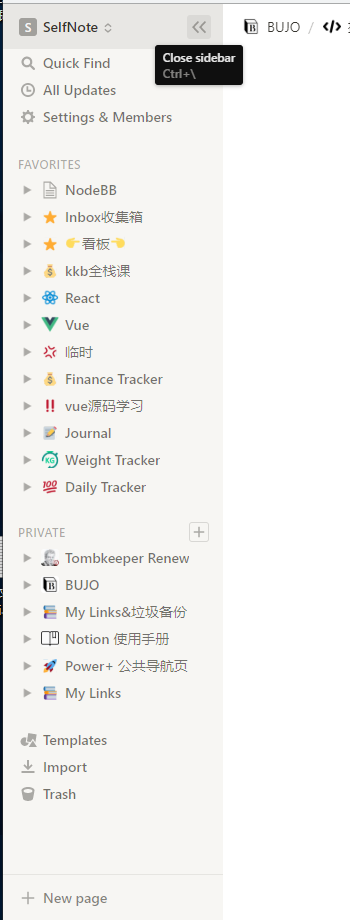 S SelfNote
BUJO /
Close sidebar
Ctrl+\
Quick Find
All Updates
Settings & Members
FAVORITES
NodeBB
Inbox收集箱
看板
kkb全栈课
React
Vue
临时
Finance Tracker
vue源码学习
Journal
KG Weight Tracker
100 Daily Tracker
PRIVATE
Tombkeeper Renew
BUJO
My Links&垃圾备份
Notion 使用手册
Power+ 公共导航页
My Links
Templates
Import
Trash
New page